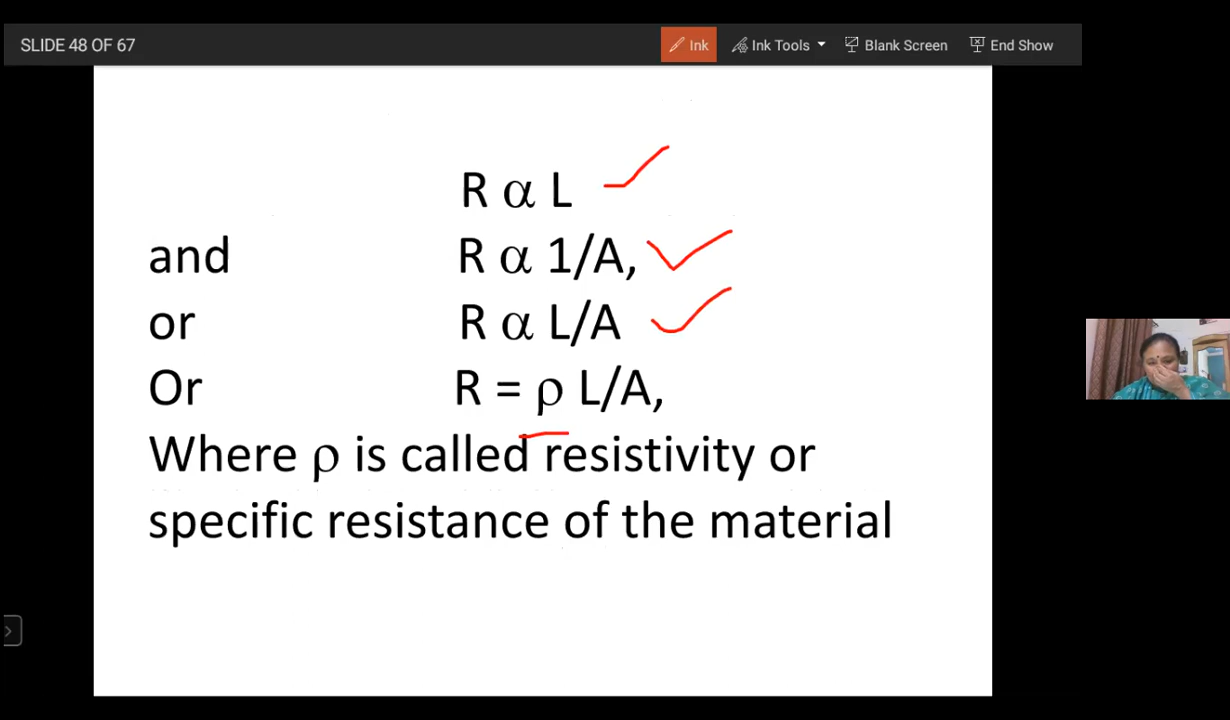 SLIDE 48 OF 67 Ink Ink Tools Blank Screen End Show
R α L
and R α 1/A,
or R α L/A
Or R = ρ L/A,
Where ρ is called resistivity or
specific resistance of the material